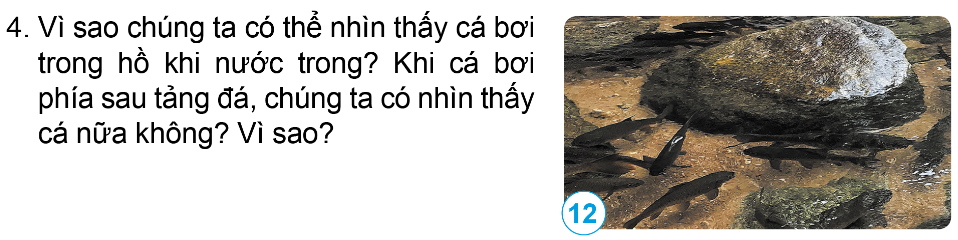 4. Vì sao chúng ta có thể nhìn thấy cá bơi
trong hồ khi nước trong? Khi cá bơi
phía sau tảng đá, chúng ta có nhìn thấy
cá nữa không? Vì sao?
12